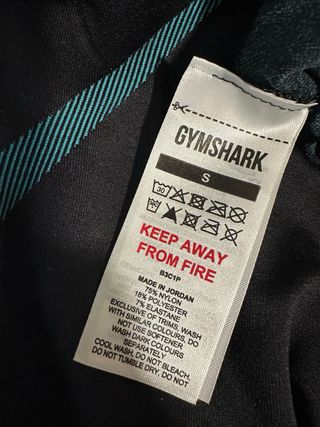 GYMSHARK
S
30
KEEP AWAY
FROM FIRE
B3C1P
MADE IN JORDAN
75% NYLON
18% POLYESTER
7% ELASTANE
EXCLUSIVE OF TRIMS, WASH
WITH SIMILAR COLOURS, DO
NOT USE SOFTENER
WASH DARK COLOURS
SEPARATELY
COOL WASH, DO NOT BLEACH,
DO NOT TUMBLE DRY, DO NOT